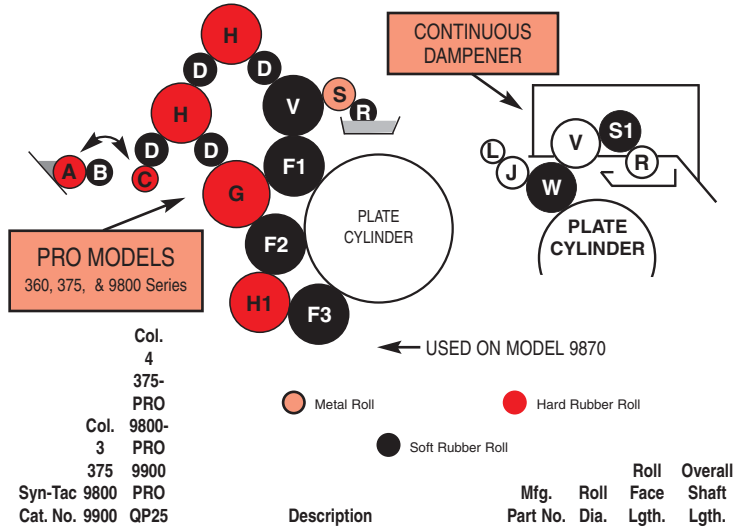 H
CONTINUOUS
DAMPENER
D
D
S
V
R
H
S1
V
L
R
D
D
J
F1
A
B
C
W
G
PLATE
CYLINDER
PLATE
CYLINDER
F2
PRO MODELS
360, 375, & 9800 Series
H1
F3
Col.
4
USED ON MODEL 9870
375-
PRO
Metal Roll
Hard Rubber Roll
Col. 9800-
3 PRO
Soft Rubber Roll
375 9900 Roll Overall
Syn-Tac 9800 PRO Mfg. Roll Face Shaft
Cat. No. 9900 QP25 Description Part No. Dia. Lgth. Lgth.